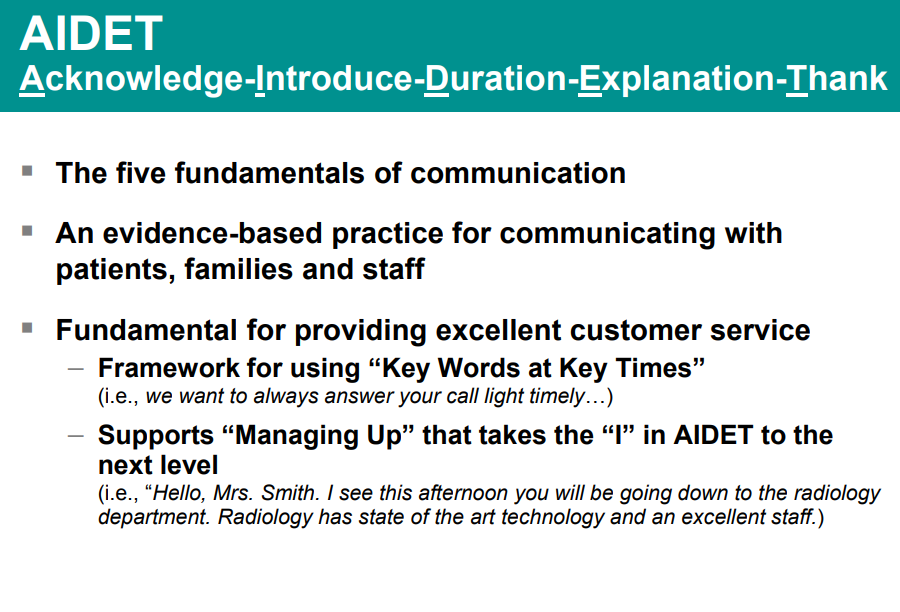 AIDET
Acknowledge-Introduce-Duration-Explanation-Thank
▪ The five fundamentals of communication
▪ An evidence-based practice for communicating with
patients, families and staff
▪ Fundamental for providing excellent customer service
– Framework for using “Key Words at Key Times”
(i.e., we want to always answer your call light timely…)
– Supports “Managing Up” that takes the “I” in AIDET to the
next level
(i.e., “Hello, Mrs. Smith. I see this afternoon you will be going down to the radiology
department. Radiology has state of the art technology and an excellent staff.)